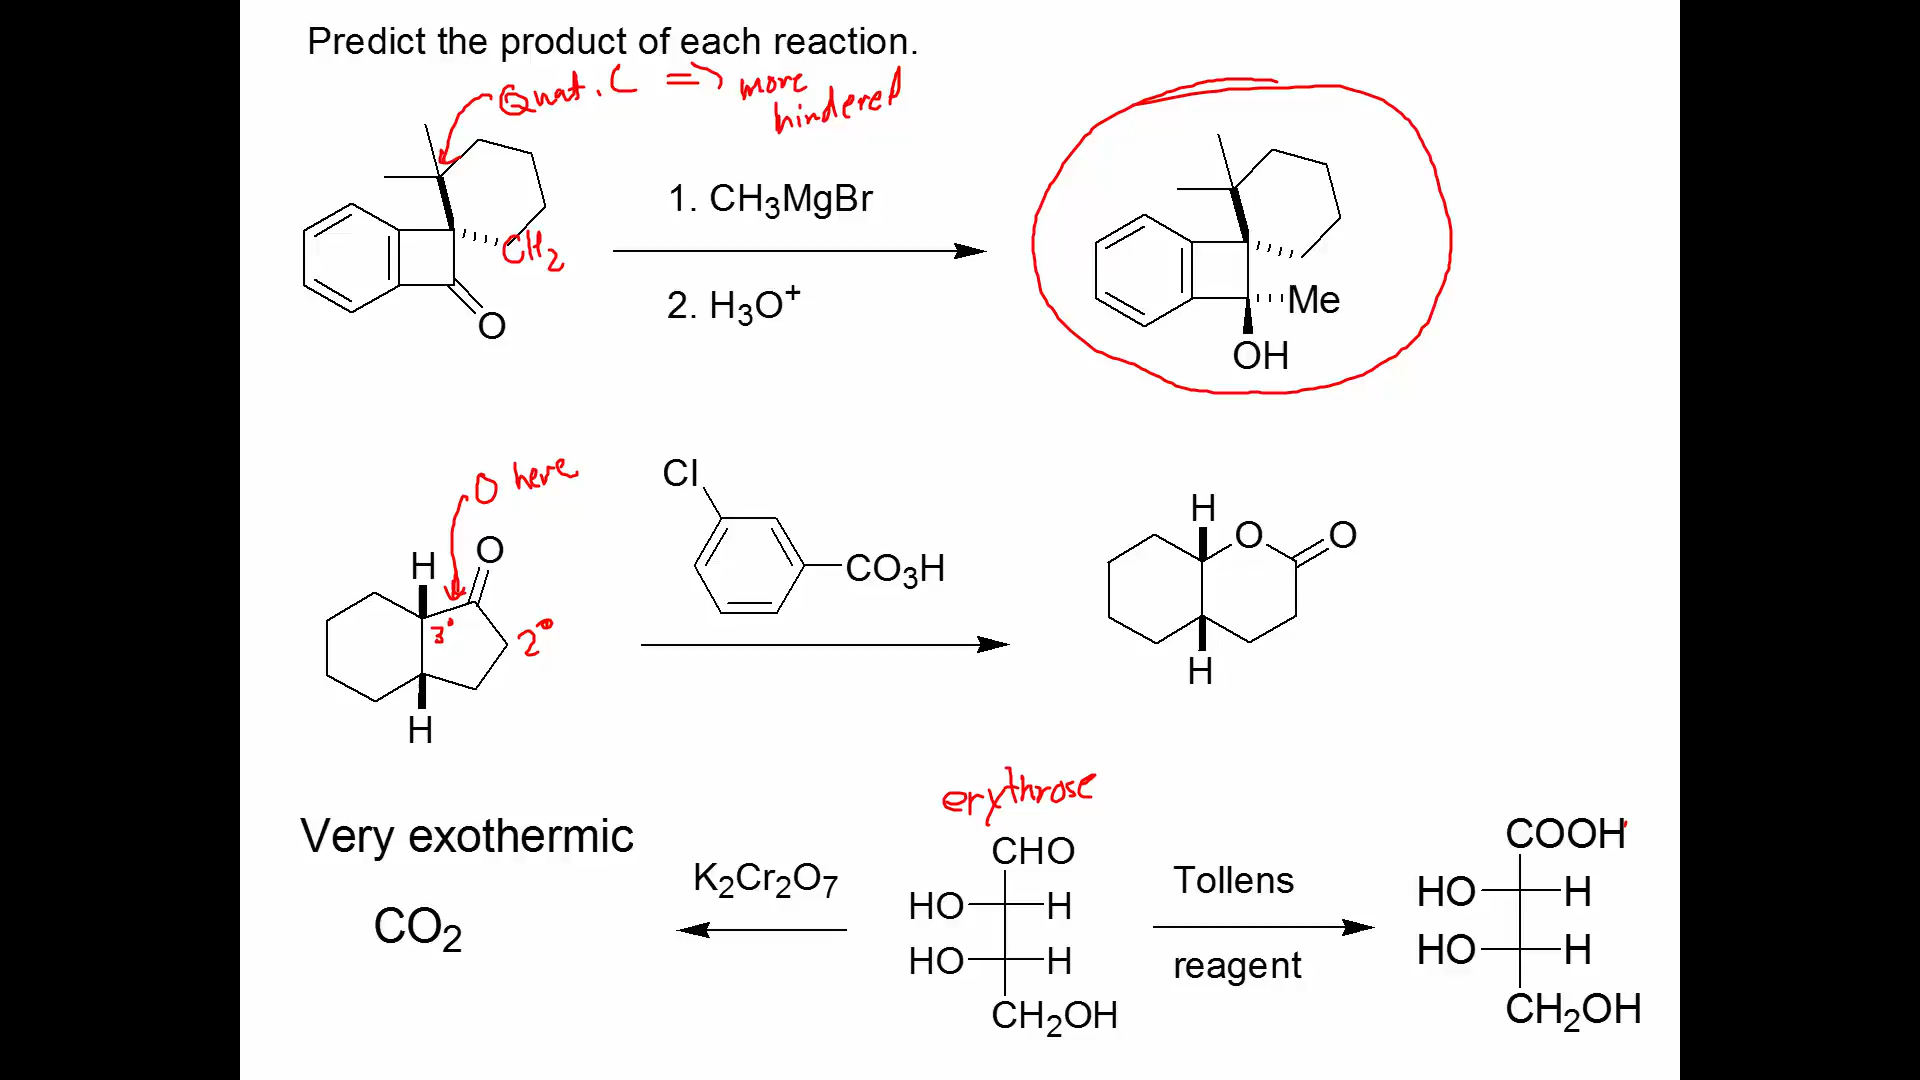 Predict the product of each reaction.
Quat. C => more
hindered
CH2
O
1. CH3MgBr
2. H3O+
Me
OH
O here
H
O
3°
2°
H
Cl
CO3H
H
O
O
H
erythrose
Very exothermic
CO2
K2Cr2O7
CHO
HO
H
HO
H
CH2OH
Tollens
reagent
COOH
HO
H
HO
H
CH2OH